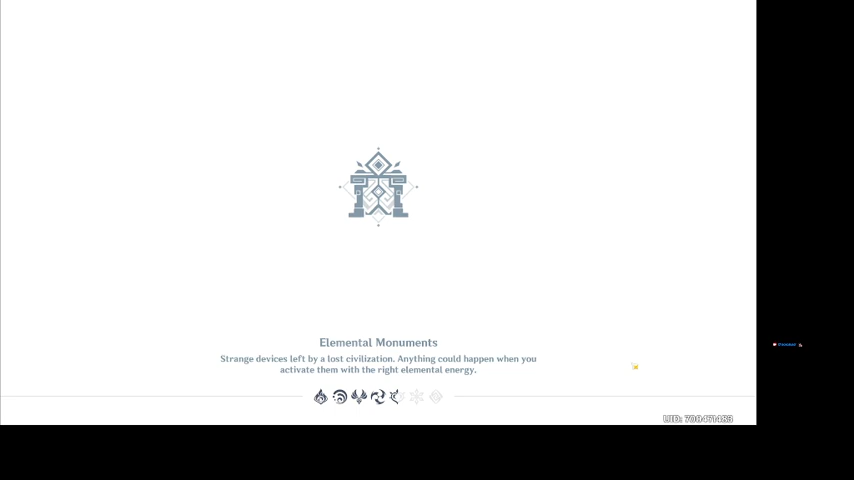 Elemental Monuments
Strange devices left by a lost civilization. Anything could happen when you
activate them with the right elemental energy.